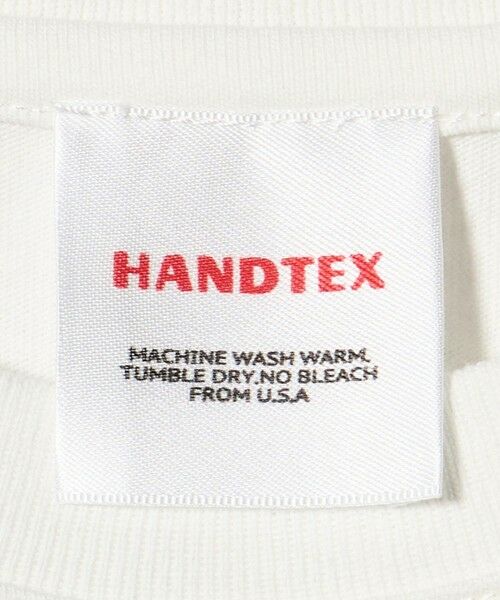 HANDTEX
MACHINE WASH WARM.
TUMBLE DRY.NO BLEACH
FROM U.S.A